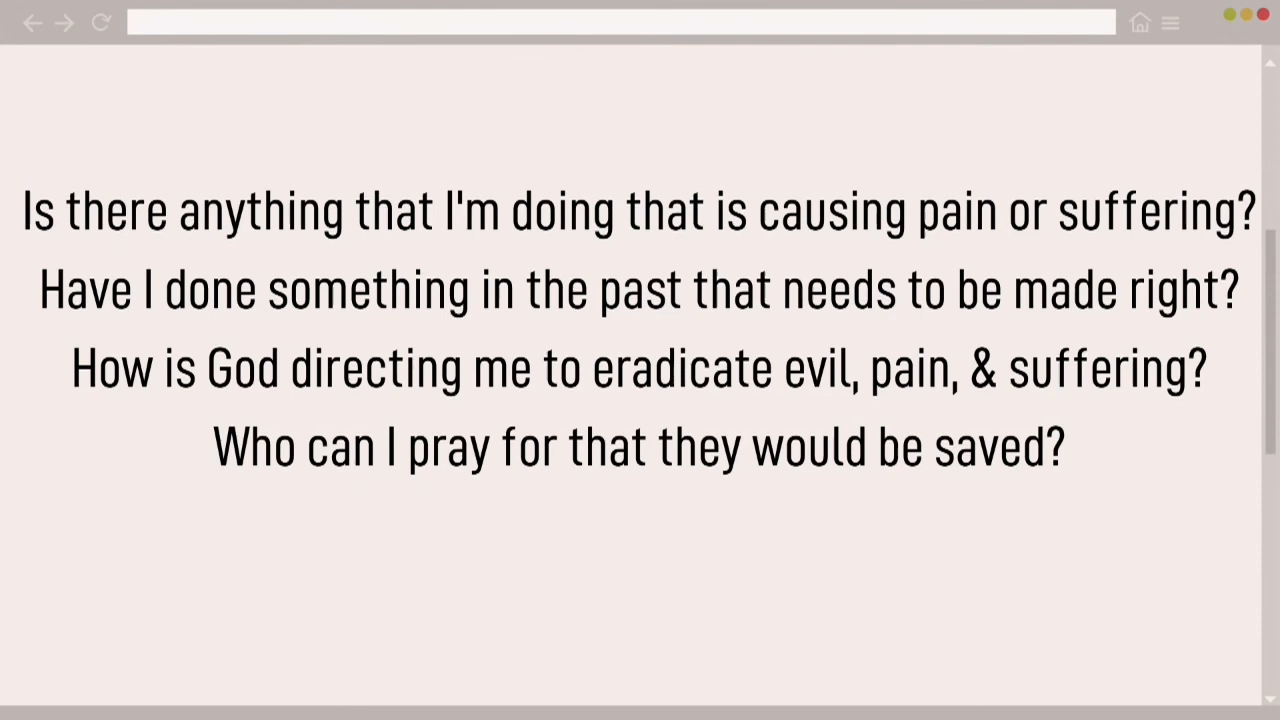 Is there anything that I'm doing that is causing pain or suffering?
Have I done something in the past that needs to be made right?
How is God directing me to eradicate evil, pain, & suffering?
Who can I pray for that they would be saved?